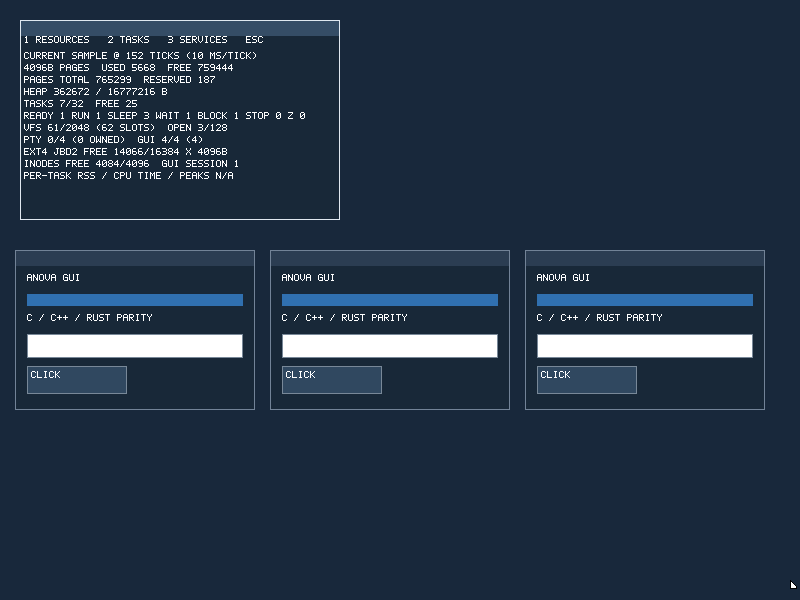 1 RESOURCES   2 TASKS   3 SERVICES   ESC
CURRENT SAMPLE @ 152 TICKS (10 MS/TICK)
4096B PAGES  USED 5668  FREE 759444
PAGES TOTAL 765299  RESERVED 187
HEAP 362672 / 16777216 B
TASKS 7/32  FREE 25
READY 1 RUN 1 SLEEP 3 WAIT 1 BLOCK 1 STOP 0 Z 0
VFS 61/2048 (62 SLOTS)  OPEN 3/128
PTY 0/4 (0 OWNED)  GUI 4/4 (4)
EXT4 JBD2 FREE 14066/16384 X 4096B
INODES FREE 4084/4096  GUI SESSION 1
PER-TASK RSS / CPU TIME / PEAKS N/A
ANOVA GUI
C / C++ / RUST PARITY
CLICK
ANOVA GUI
C / C++ / RUST PARITY
CLICK
ANOVA GUI
C / C++ / RUST PARITY
CLICK